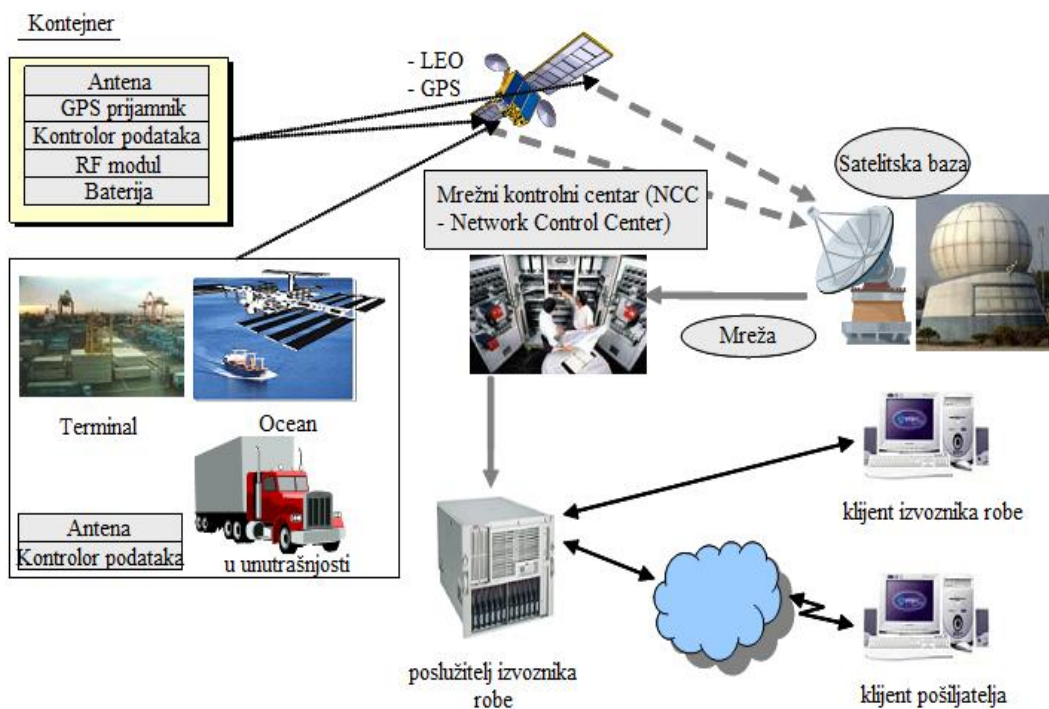 Kontejner
Antena
GPS prijamnik
Kontrolor podataka
RF modul
Baterija
- LEO
- GPS
Mrežni kontrolni centar (NCC
- Network Control Center)
Satelitska baza
Mreža
Terminal
Ocean
Antena
Kontrolor podataka
u unutrašnjosti
poslužitelj izvoznika
robe
klijent izvoznika robe
klijent pošiljatelja